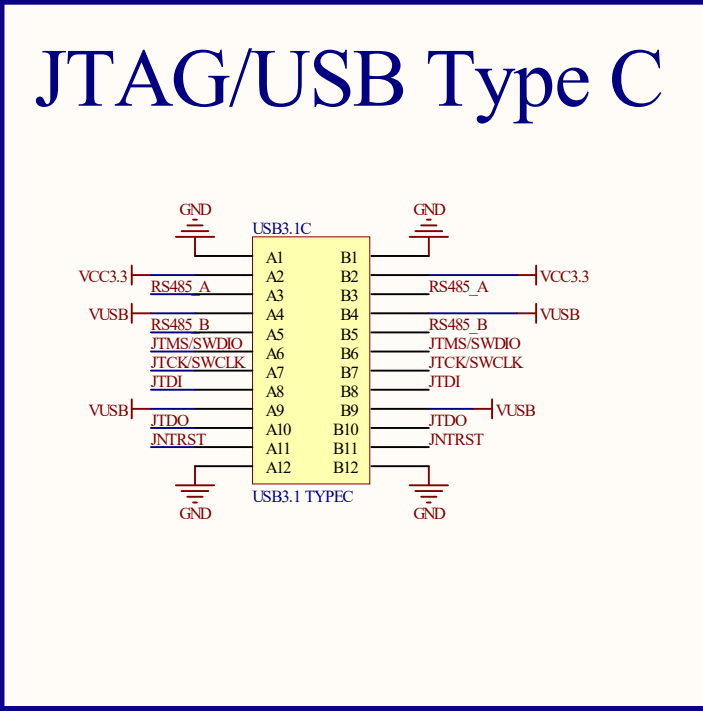 JTAG/USB Type C
GND GND
USB3.1C
A1 B1
VCC3.3 A2 B2 VCC3.3
RS485_A A3 B3 RS485_A
VUSB A4 B4 VUSB
RS485_B A5 B5 RS485_B
JTMS/SWDIO A6 B6 JTMS/SWDIO
JTCK/SWCLK A7 B7 JTCK/SWCLK
JTDI A8 B8 JTDI
VUSB A9 B9 VUSB
JTDO A10 B10 JTDO
JNTRST A11 B11 JNTRST
A12 B12
USB3.1 TYPEC
GND GND